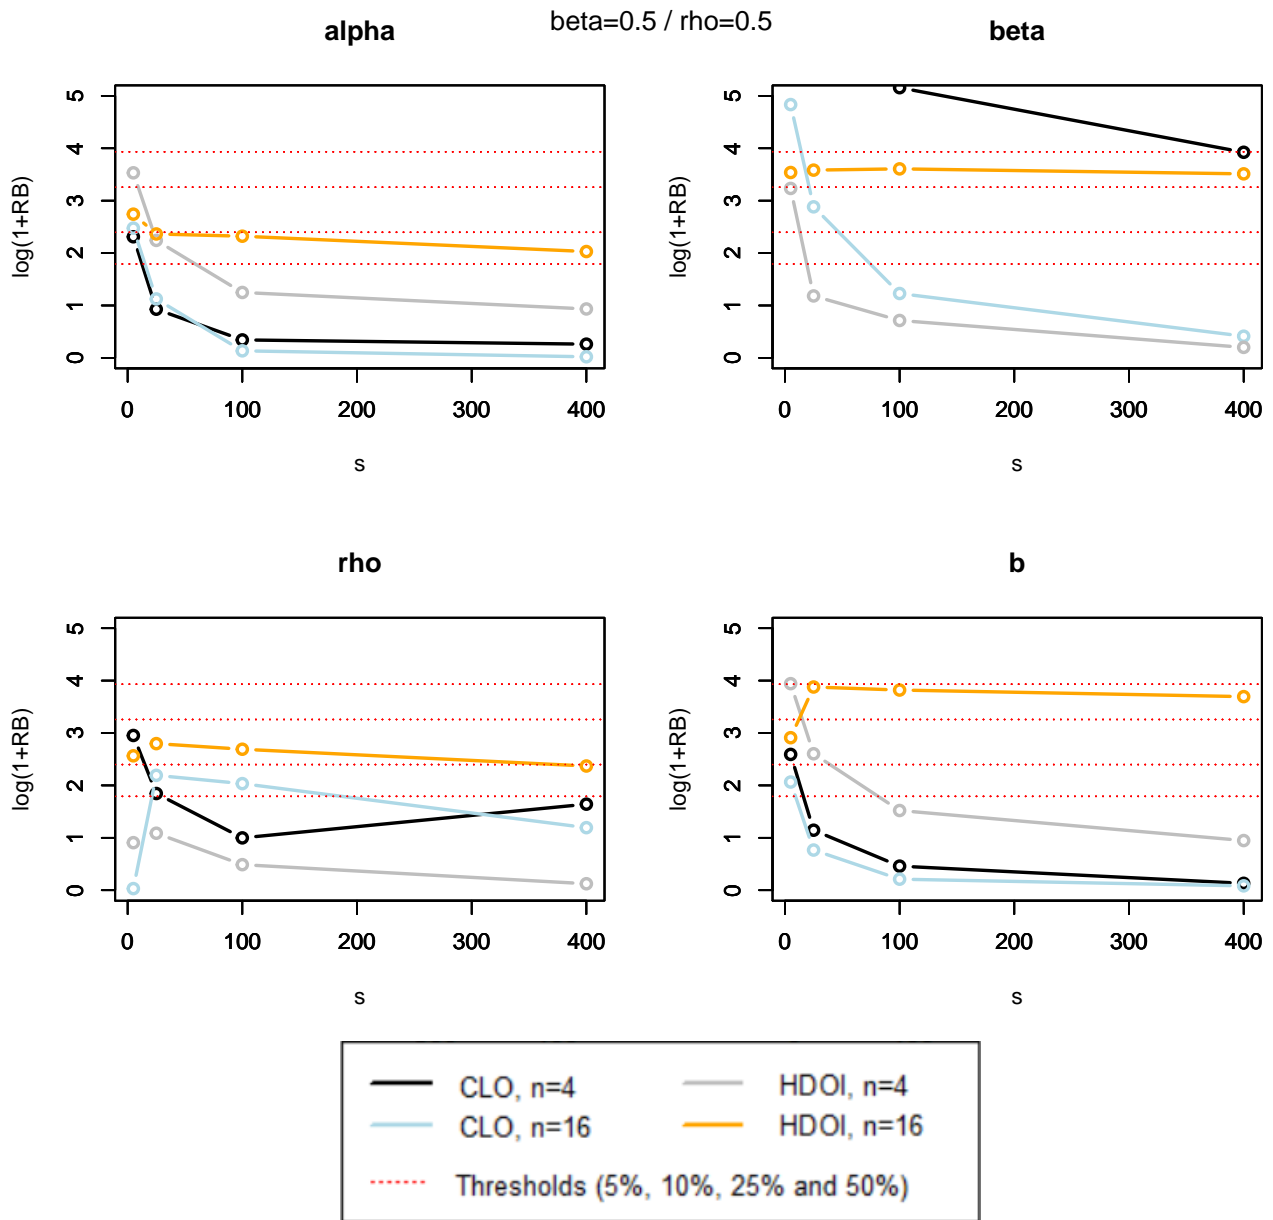 beta=0.5 / rho=0.5
alpha
beta
log(1+RB)
5
4
3
2
1
0
0 100 200 300 400
s
log(1+RB)
5
4
3
2
1
0
0 100 200 300 400
s
rho
b
log(1+RB)
5
4
3
2
1
0
0 100 200 300 400
s
log(1+RB)
5
4
3
2
1
0
0 100 200 300 400
s
CLO, n=4 HDOI, n=4
CLO, n=16 HDOI, n=16
Thresholds (5%, 10%, 25% and 50%)